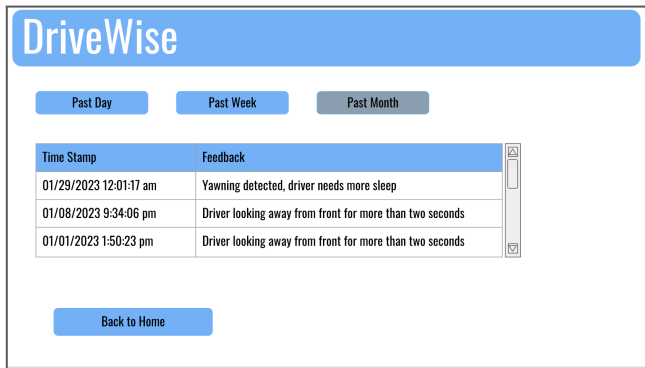 DriveWise
Past Day Past Week Past Month
Time Stamp Feedback
01/29/2023 12:01:17 am Yawning detected, driver needs more sleep
01/08/2023 9:34:06 pm Driver looking away from front for more than two seconds
01/01/2023 1:50:23 pm Driver looking away from front for more than two seconds
Back to Home